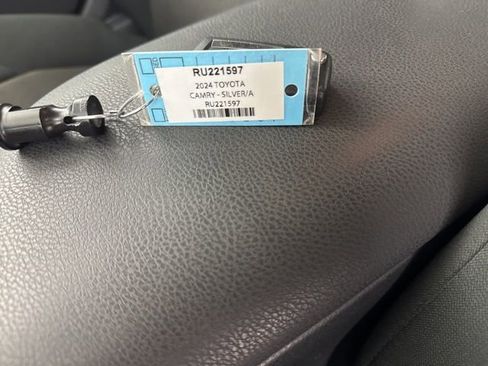 RU221597
2024 TOYOTA
CAMRY - SILVER/A
RU221597